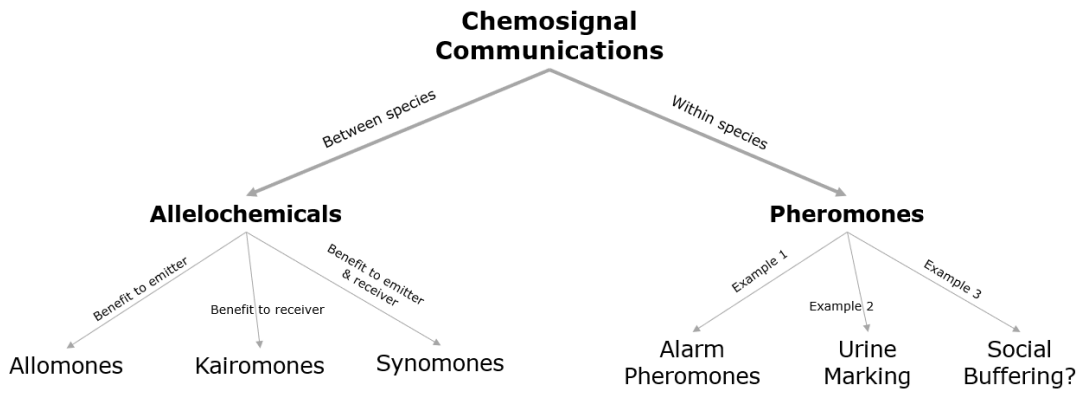 Chemosignal
Communications
Between species
Within species
Allelochemicals
Pheromones
Benefit to emitter
Benefit to receiver
Benefit to emitter
& receiver
Example 1
Example 2
Example 3
Allomones
Kairomones
Synomones
Alarm
Pheromones
Urine
Marking
Social
Buffering?